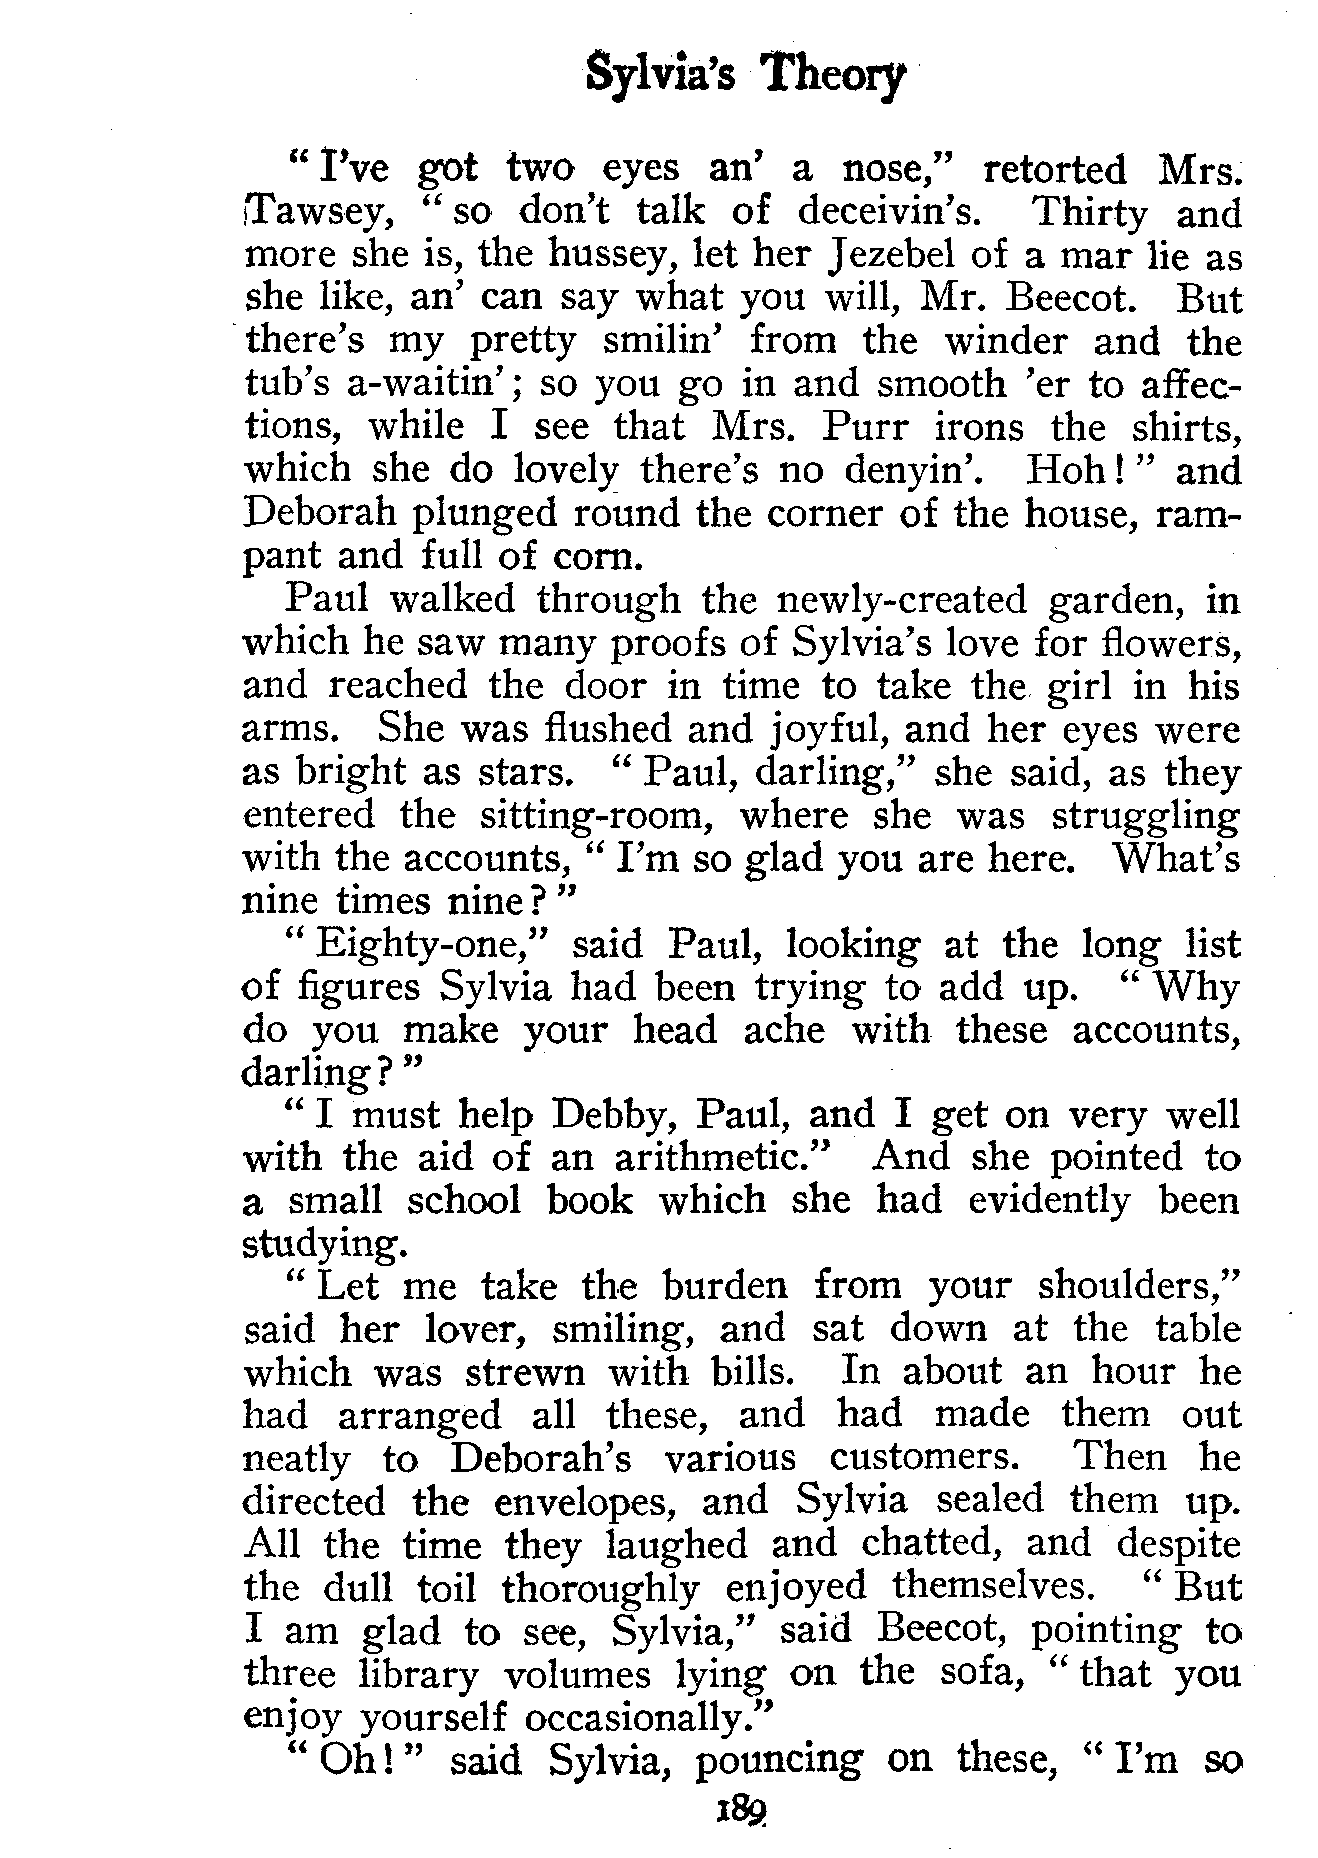 Sylvia's Theory
“ I've got two eyes an' a nose,” retorted Mrs.
Tawsey, “ so don't talk of deceivin's. Thirty and
more she is, the hussey, let her Jezebel of a mar lie as
she like, an' can say what you will, Mr. Beecot. But
there's my pretty smilin' from the winder and the
tub's a-waitin' ; so you go in and smooth 'er to affec-
tions, while I see that Mrs. Purr irons the shirts,
which she do lovely there's no denyin'. Hoh ! ” and
Deborah plunged round the corner of the house, ram-
pant and full of corn.
Paul walked through the newly-created garden, in
which he saw many proofs of Sylvia's love for flowers,
and reached the door in time to take the girl in his
arms. She was flushed and joyful, and her eyes were
as bright as stars. “ Paul, darling,” she said, as they
entered the sitting-room, where she was struggling
with the accounts, “ I'm so glad you are here. What's
nine times nine ? ”
“ Eighty-one,” said Paul, looking at the long list
of figures Sylvia had been trying to add up. “ Why
do you make your head ache with these accounts,
darling ? ”
“ I must help Debby, Paul, and I get on very well
with the aid of an arithmetic.” And she pointed to
a small school book which she had evidently been
studying.
“ Let me take the burden from your shoulders,”
said her lover, smiling, and sat down at the table
which was strewn with bills. In about an hour he
had arranged all these, and had made them out
neatly to Deborah's various customers. Then he
directed the envelopes, and Sylvia sealed them up.
All the time they laughed and chatted, and despite
the dull toil thoroughly enjoyed themselves. “ But
I am glad to see, Sylvia,” said Beecot, pointing to
three library volumes lying on the sofa, “ that you
enjoy yourself occasionally.”
“ Oh ! ” said Sylvia, pouncing on these, “ I'm so
189